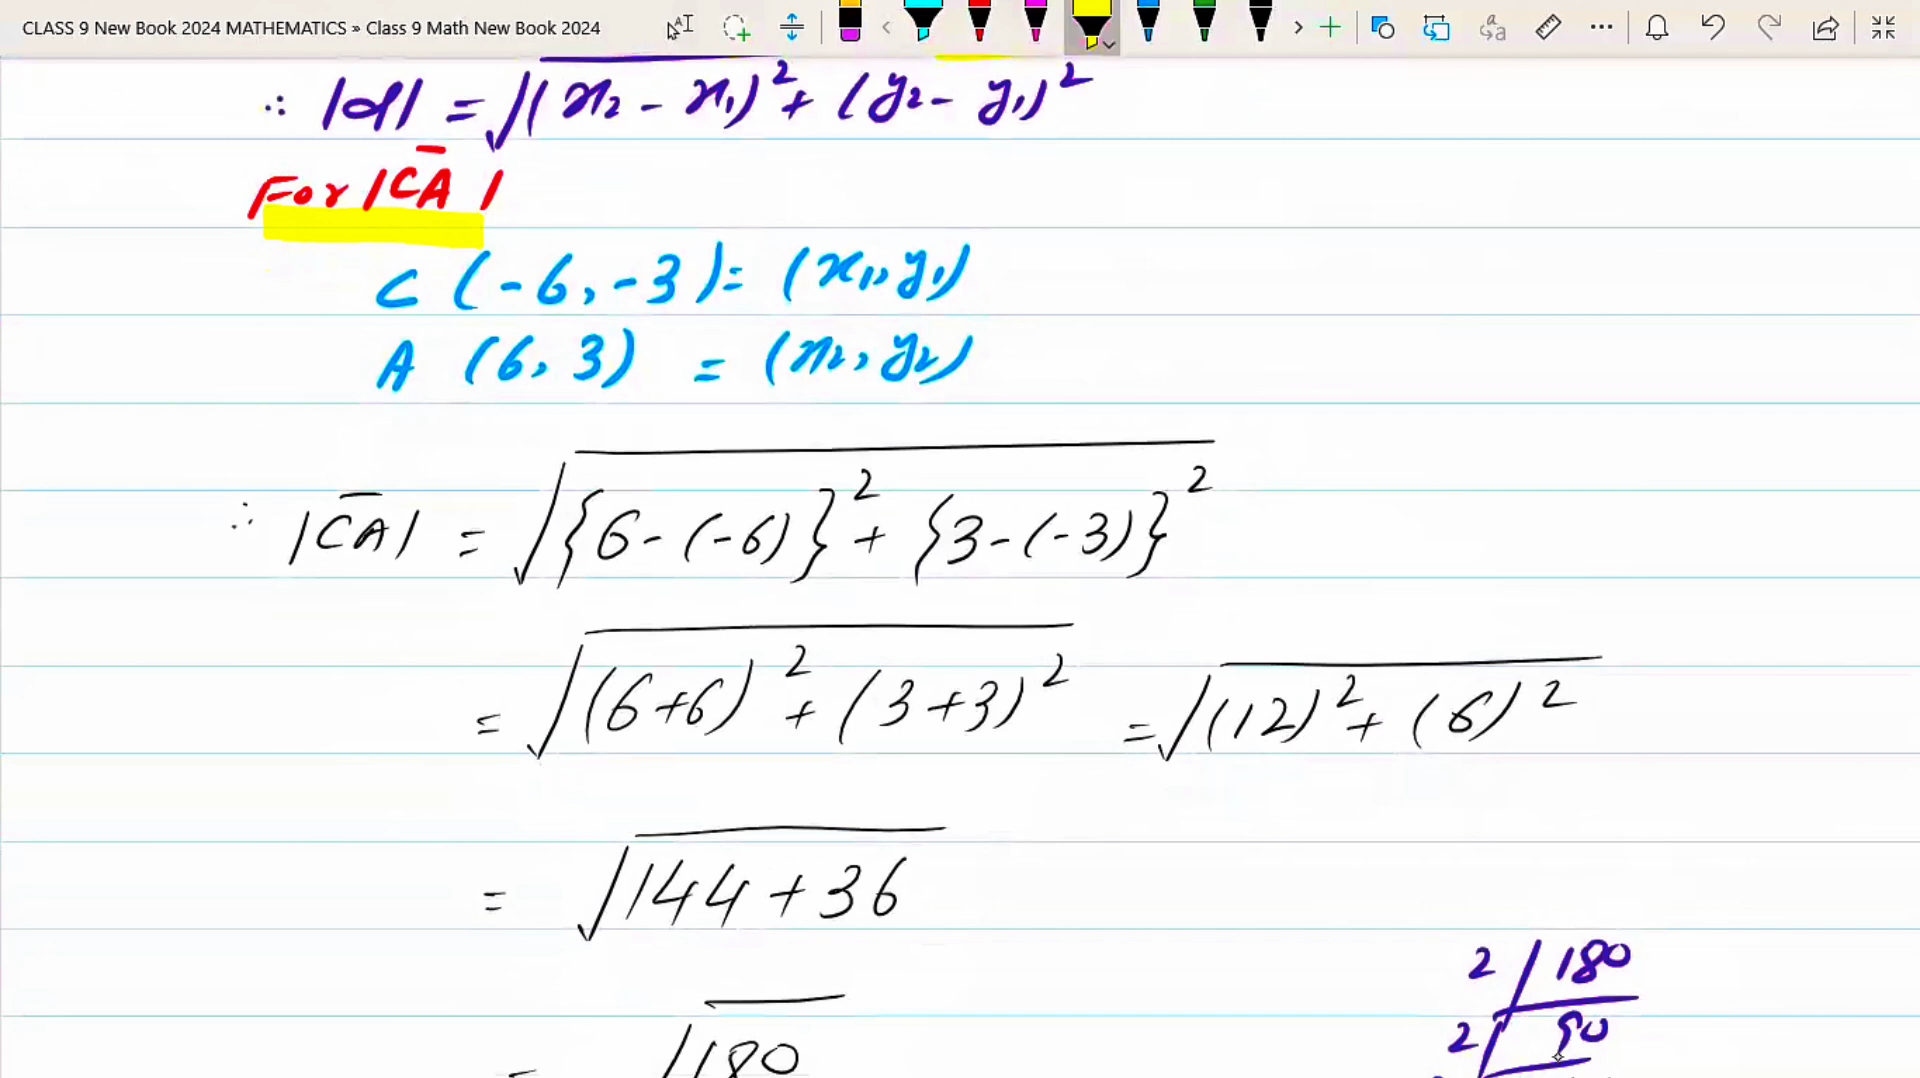 CLASS 9 New Book 2024 MATHEMATICS » Class 9 Math New Book 2024
∴ |d| = √(x₂ - x₁)² + (y₂ - y₁)²
For |C̅A̅|
C (-6, -3) = (x₁, y₁)
A (6, 3) = (x₂, y₂)
∴ |C̅A̅| = √{6-(-6)}² + {3-(-3)}²
= √(6+6)² + (3+3)² = √(12)² + (6)²
= √144 + 36
2 | 180
= √180
2 | 90